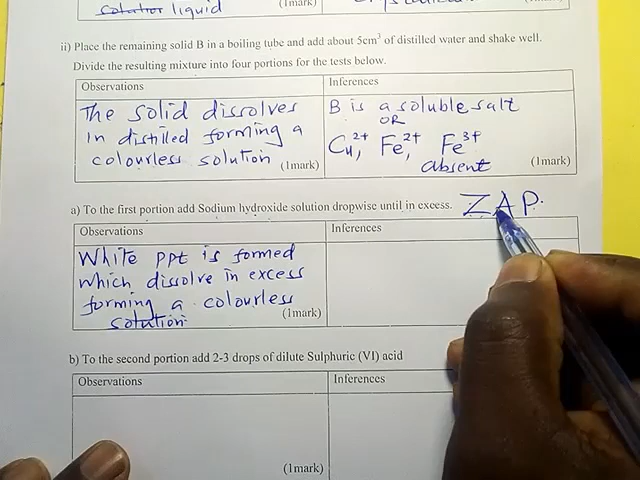 solution liquid (1mark)
ii) Place the remaining solid B in a boiling tube and add about 5cm³ of distilled water and shake well.
Divide the resulting mixture into four portions for the tests below.
Observations Inferences
The solid dissolves
in distilled forming a
colourless solution (1mark)
B is a soluble salt
OR
Cu²⁺, Fe²⁺, Fe³⁺
absent (1mark)
a) To the first portion add Sodium hydroxide solution dropwise until in excess. ZAP.
Observations Inferences
White ppt is formed
which dissolve in excess
forming a colourless
solution. (1mark)
b) To the second portion add 2-3 drops of dilute Sulphuric (VI) acid
Observations Inferences
(1mark)